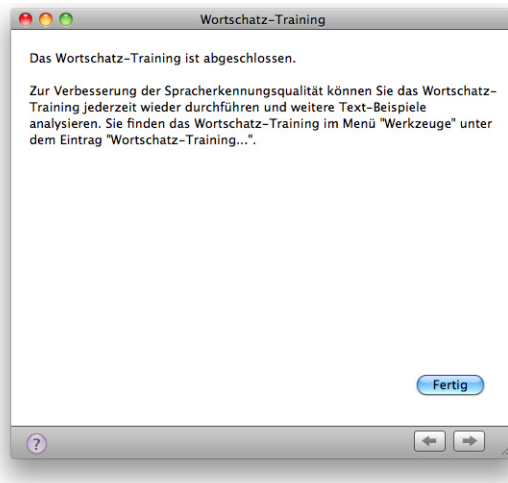 Wortschatz-Training
Das Wortschatz-Training ist abgeschlossen.
Zur Verbesserung der Spracherkennungsqualität können Sie das Wortschatz-
Training jederzeit wieder durchführen und weitere Text-Beispiele
analysieren. Sie finden das Wortschatz-Training im Menü "Werkzeuge" unter
dem Eintrag "Wortschatz-Training...".
Fertig
?